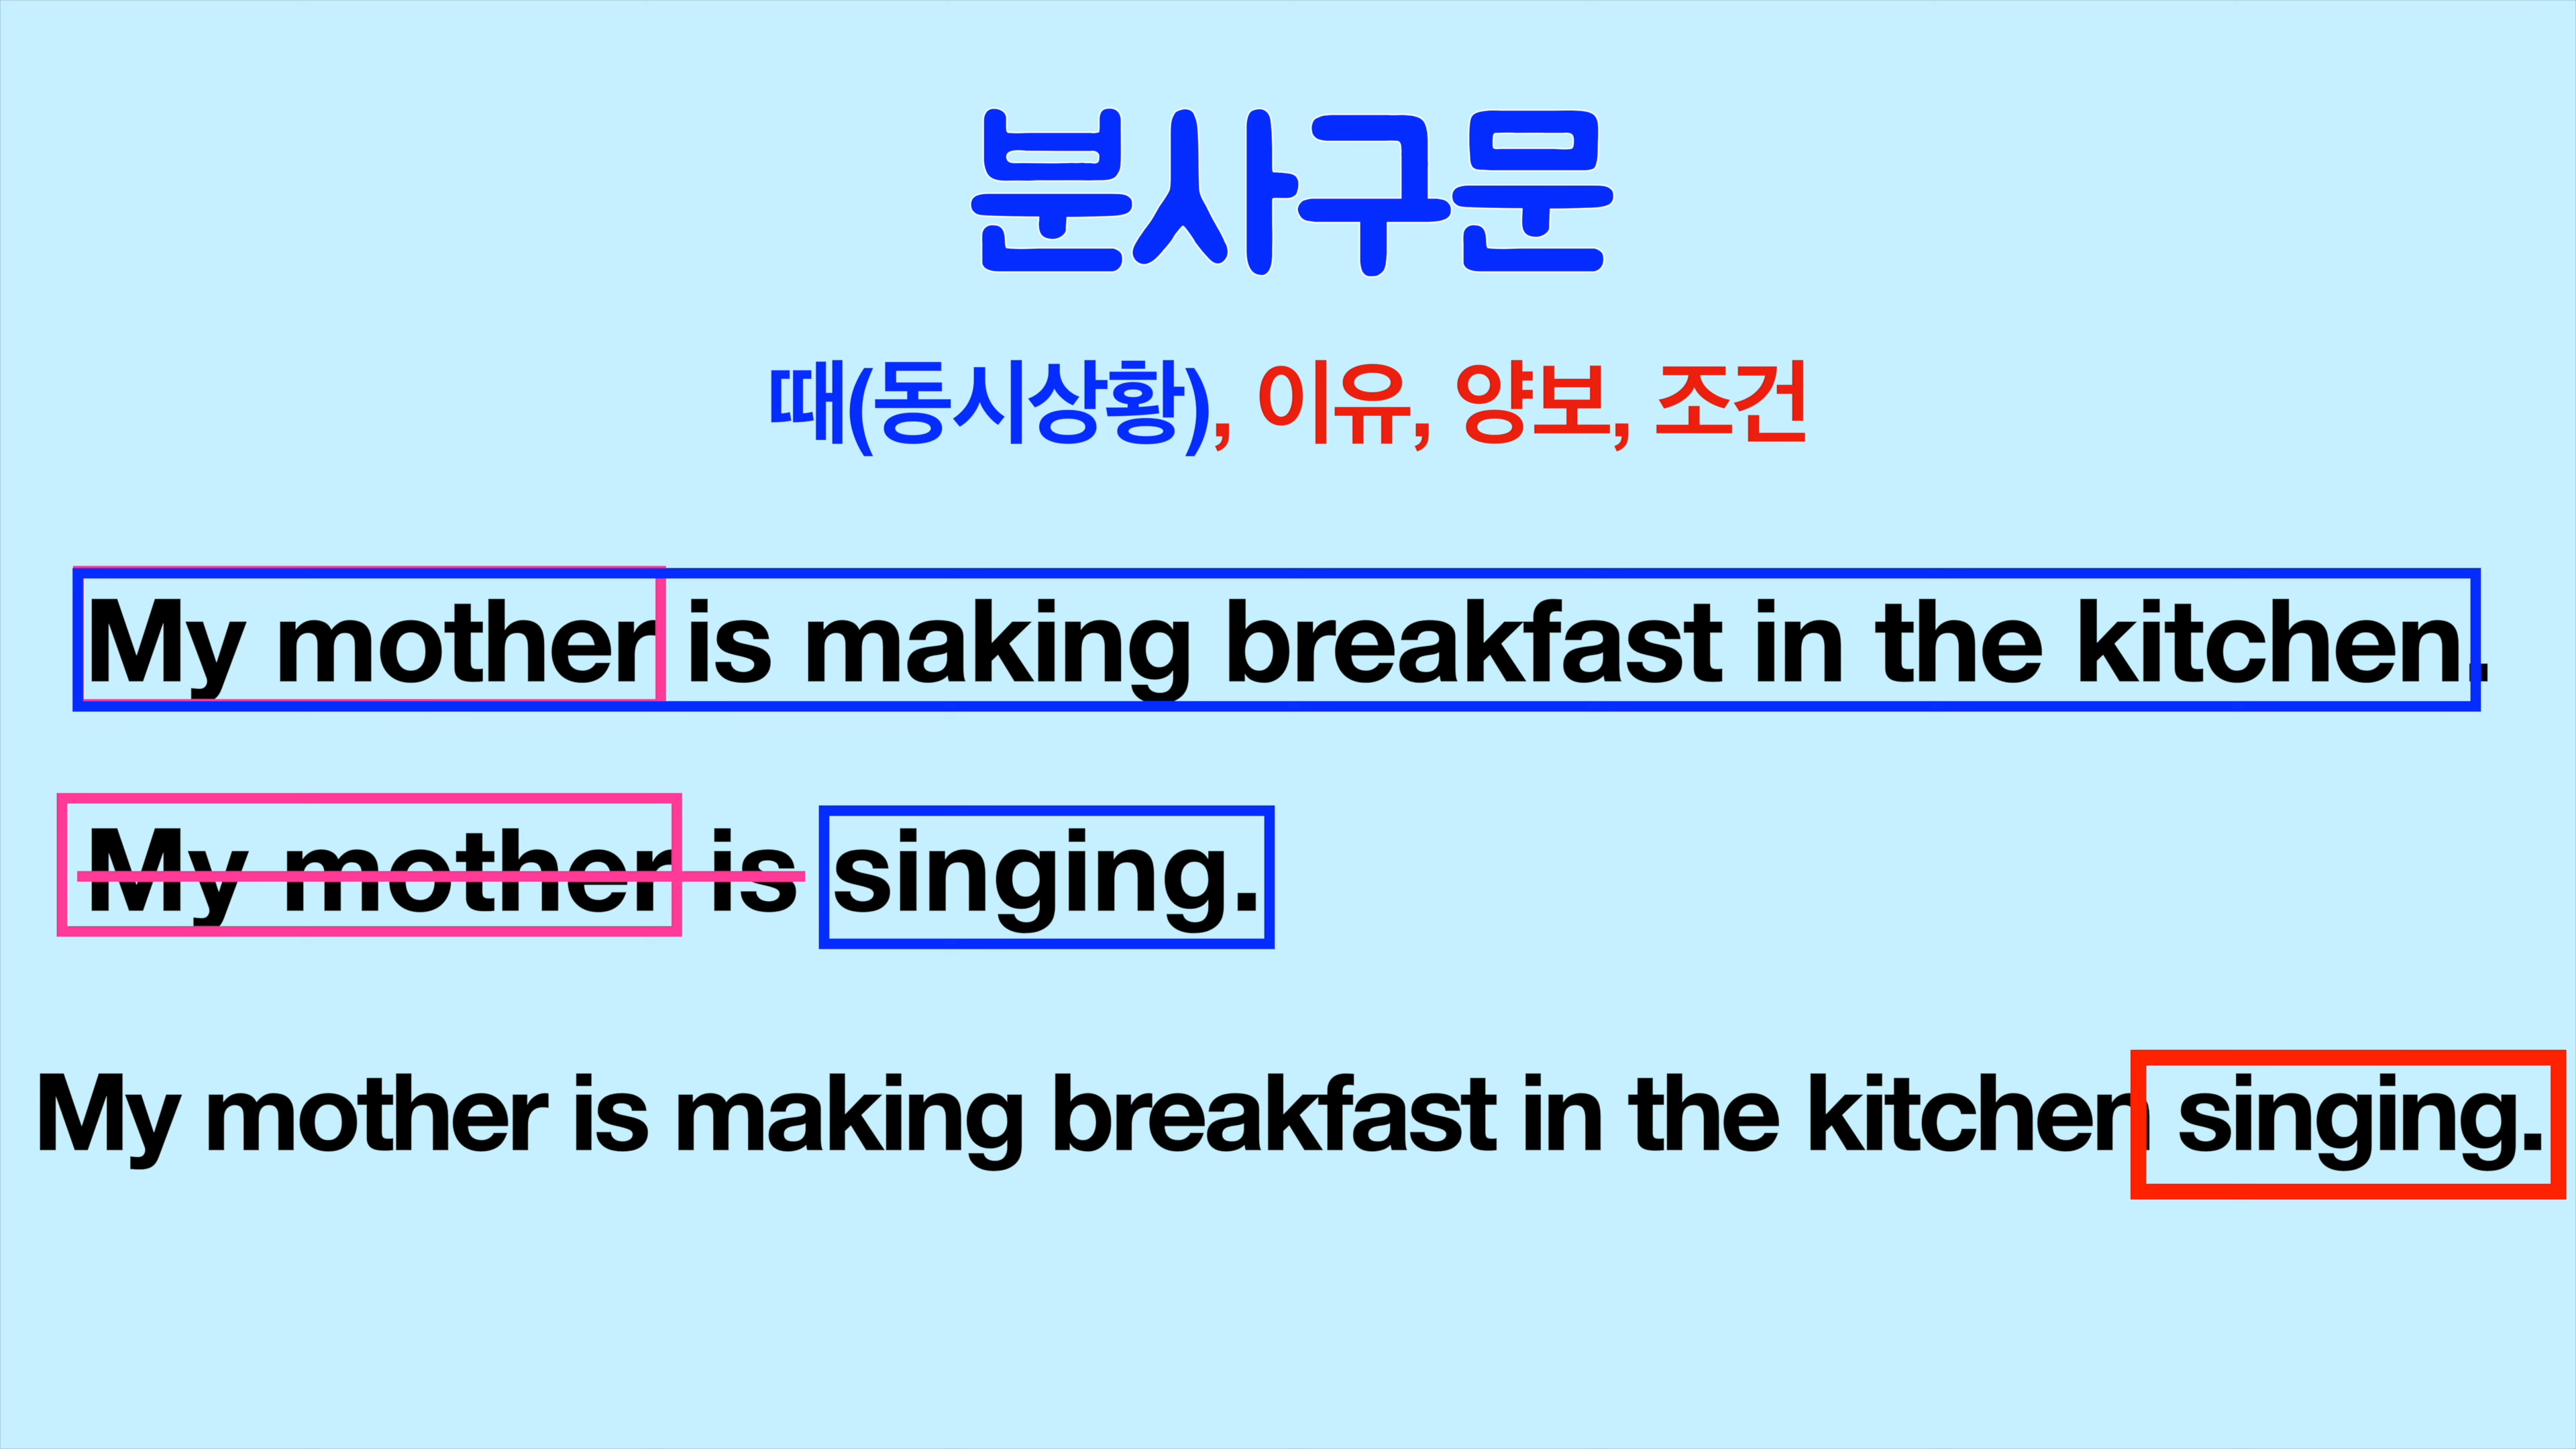 분사구문
때(동시상황), 이유, 양보, 조건
My mother is making breakfast in the kitchen.
My mother is singing.
My mother is making breakfast in the kitchen singing.